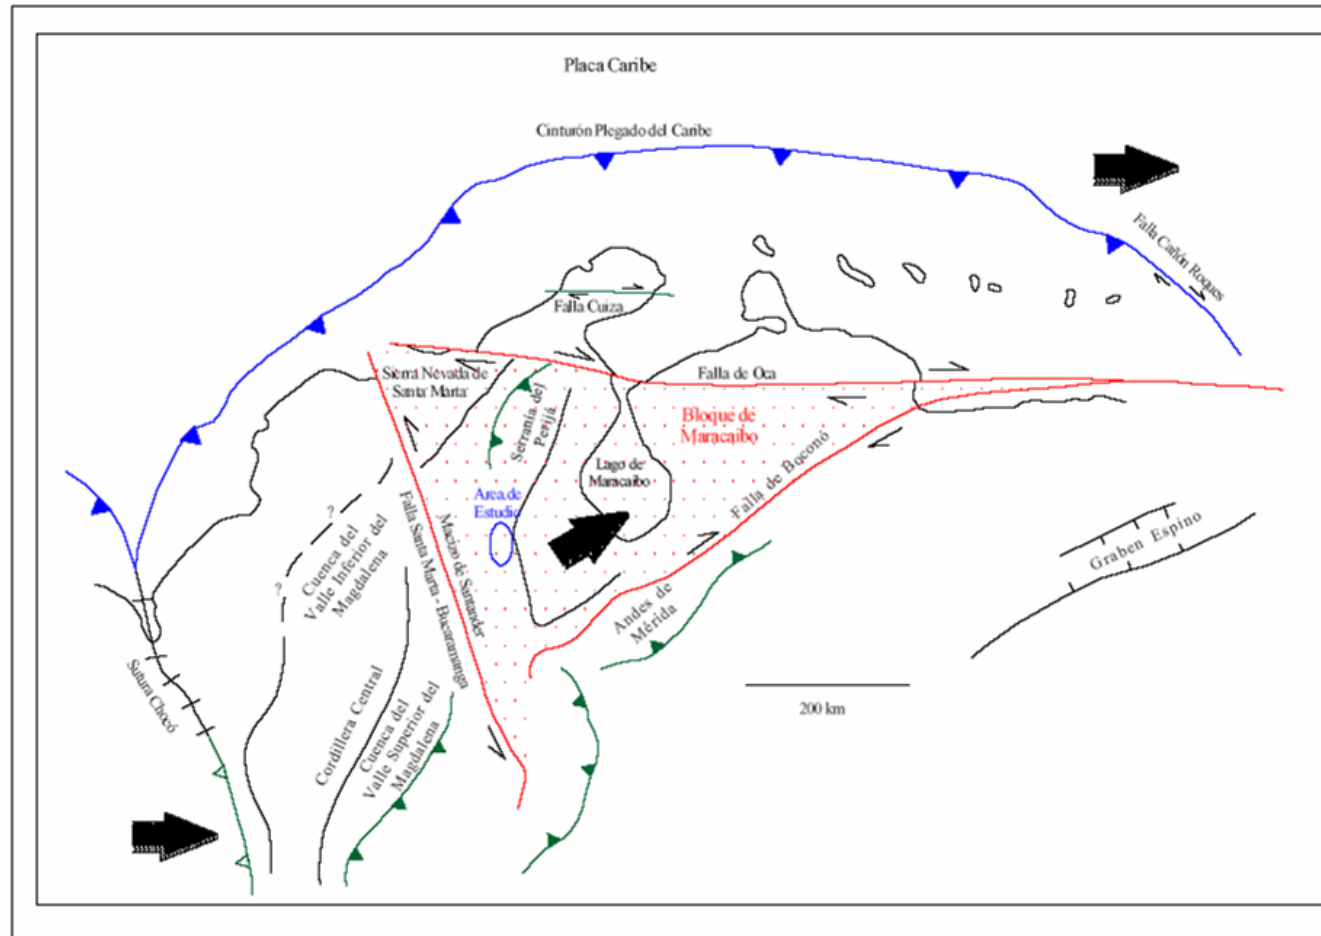 Placa Caribe
Cinturón Plegado del Caribe
Falla Cañón Roques
Falla Cuiza
Sierra Nevada de
Santa Marta
Serranía del
Perijá
Falla de Oca
Bloque de
Maracaibo
Lago de
Maracaibo
Falla de Boconó
Area de
Estudio
Macizo de Santander
Falla Santa Marta - Bucaramanga
?
?
Cuenca del
Valle Inferior del
Magdalena
Graben Espino
Andes de
Mérida
Sutura Chocó
Cordillera Central
Cuenca del
Valle Superior del
Magdalena
200 km